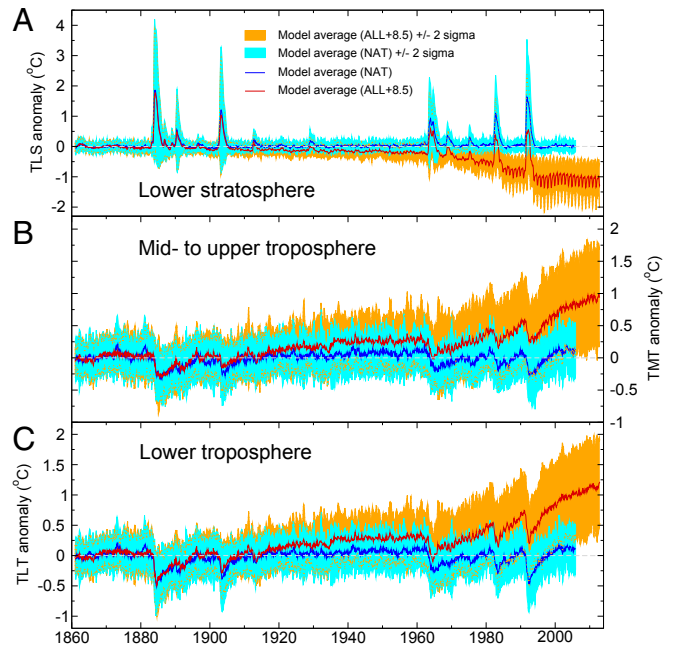 A
Model average (ALL+8.5) +/- 2 sigma
Model average (NAT) +/- 2 sigma
Model average (NAT)
Model average (ALL+8.5)
4
3
2
1
0
-1
-2
TLS anomaly (°C)
Lower stratosphere
B
Mid- to upper troposphere
2
1.5
1
0.5
0
-0.5
-1
TMT anomaly (°C)
C
Lower troposphere
2
1.5
1
0.5
0
-0.5
-1
TLT anomaly (°C)
1860 1880 1900 1920 1940 1960 1980 2000